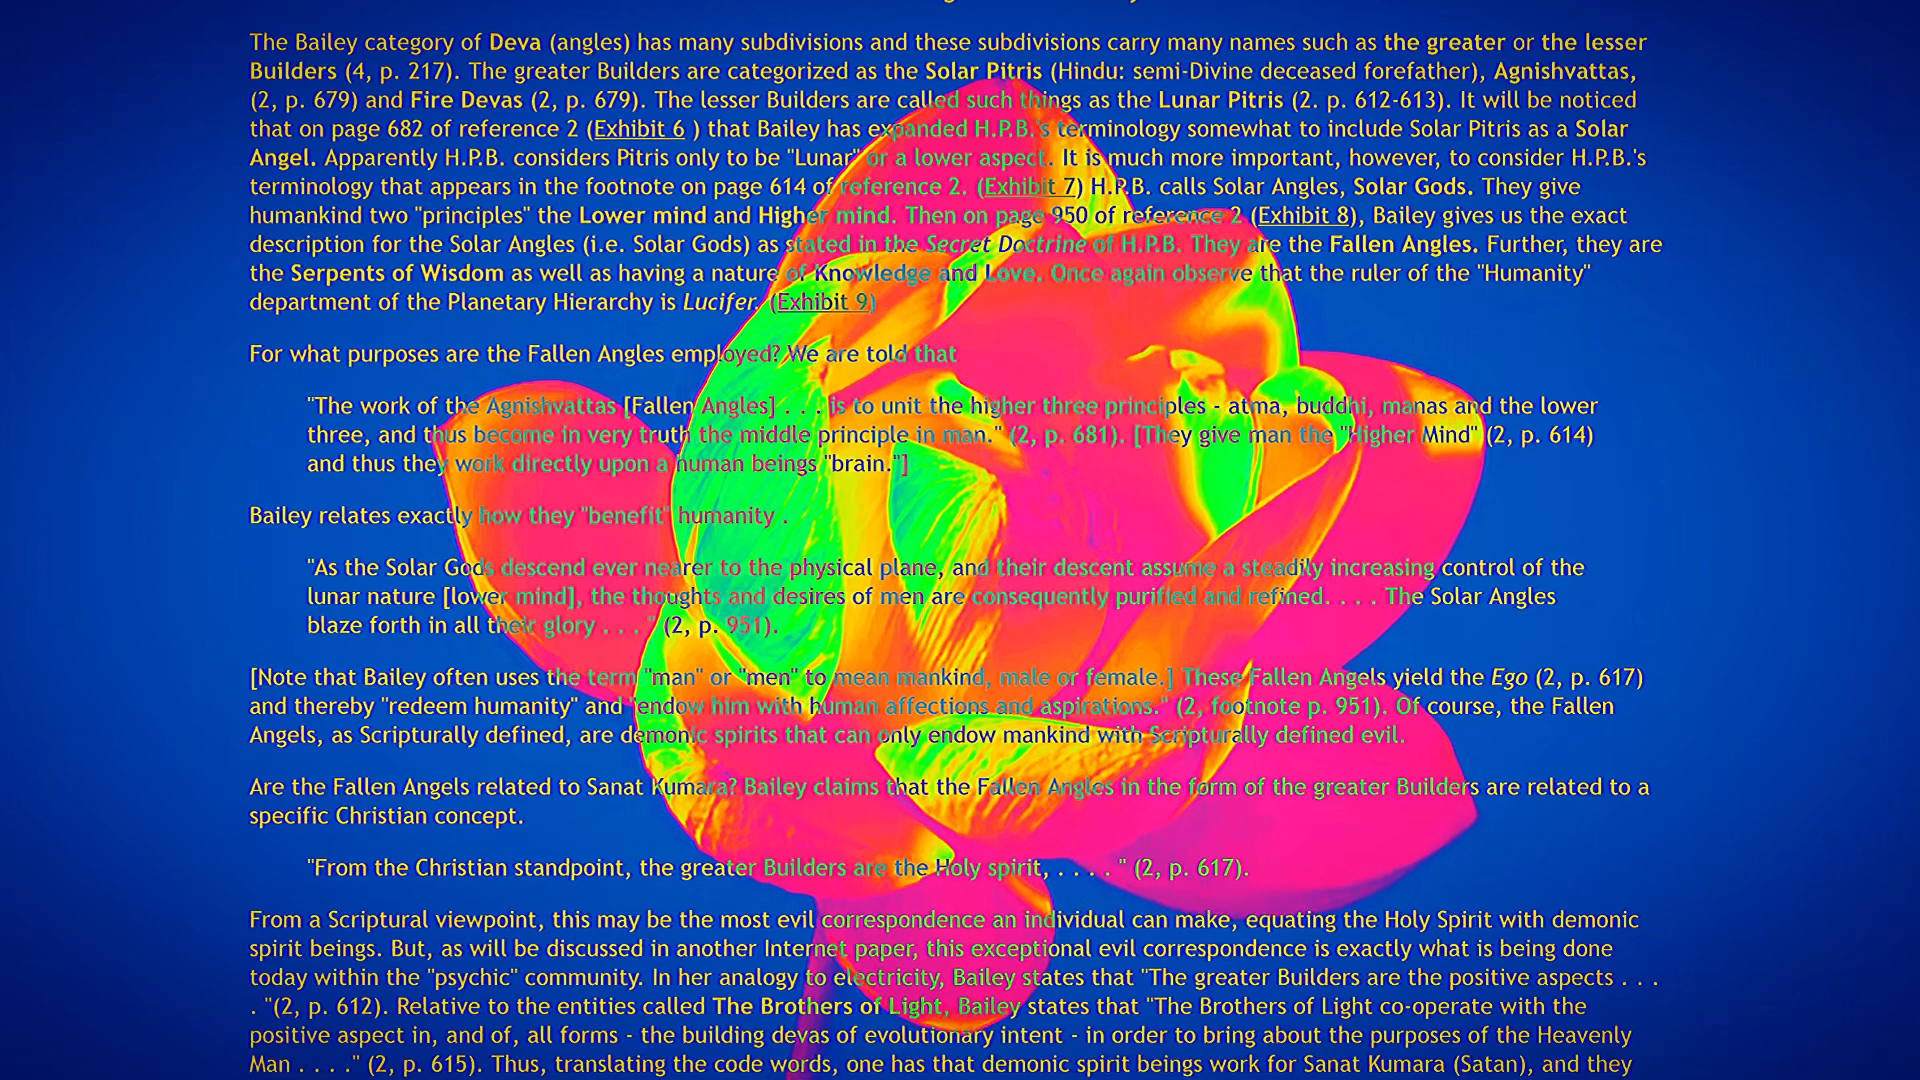 The Bailey category of Deva (angles) has many subdivisions and these subdivisions carry many names such as the greater or the lesser
Builders (4, p. 217). The greater Builders are categorized as the Solar Pitris (Hindu: semi-Divine deceased forefather), Agnishvattas,
(2, p. 679) and Fire Devas (2, p. 679). The lesser Builders are called such things as the Lunar Pitris (2. p. 612-613). It will be noticed
that on page 682 of reference 2 (Exhibit 6 ) that Bailey has expanded H.P.B.'s terminology somewhat to include Solar Pitris as a Solar
Angel. Apparently H.P.B. considers Pitris only to be "Lunar" or a lower aspect. It is much more important, however, to consider H.P.B.'s
terminology that appears in the footnote on page 614 of reference 2. (Exhibit 7) H.P.B. calls Solar Angles, Solar Gods. They give
humankind two "principles" the Lower mind and Higher mind. Then on page 950 of reference 2 (Exhibit 8), Bailey gives us the exact
description for the Solar Angles (i.e. Solar Gods) as stated in the Secret Doctrine of H.P.B. They are the Fallen Angles. Further, they are
the Serpents of Wisdom as well as having a nature of Knowledge and Love. Once again observe that the ruler of the "Humanity"
department of the Planetary Hierarchy is Lucifer. (Exhibit 9)
For what purposes are the Fallen Angles employed? We are told that
"The work of the Agnishvattas [Fallen Angles] . . . is to unit the higher three principles - atma, buddhi, manas and the lower
three, and thus become in very truth the middle principle in man." (2, p. 681). [They give man the "Higher Mind" (2, p. 614)
and thus they work directly upon a human beings "brain."]
Bailey relates exactly how they "benefit" humanity .
"As the Solar Gods descend ever nearer to the physical plane, and their descent assume a steadily increasing control of the
lunar nature [lower mind], the thoughts and desires of men are consequently purified and refined. . . . The Solar Angles
blaze forth in all their glory . . . " (2, p. 951).
[Note that Bailey often uses the term "man" or "men" to mean mankind, male or female.] These Fallen Angels yield the Ego (2, p. 617)
and thereby "redeem humanity" and "endow him with human affections and aspirations." (2, footnote p. 951). Of course, the Fallen
Angels, as Scripturally defined, are demonic spirits that can only endow mankind with Scripturally defined evil.
Are the Fallen Angels related to Sanat Kumara? Bailey claims that the Fallen Angles in the form of the greater Builders are related to a
specific Christian concept.
"From the Christian standpoint, the greater Builders are the Holy spirit, . . . . " (2, p. 617).
From a Scriptural viewpoint, this may be the most evil correspondence an individual can make, equating the Holy Spirit with demonic
spirit beings. But, as will be discussed in another Internet paper, this exceptional evil correspondence is exactly what is being done
today within the "psychic" community. In her analogy to electricity, Bailey states that "The greater Builders are the positive aspects . . .
. "(2, p. 612). Relative to the entities called The Brothers of Light, Bailey states that "The Brothers of Light co-operate with the
positive aspect in, and of, all forms - the building devas of evolutionary intent - in order to bring about the purposes of the Heavenly
Man . . . ." (2, p. 615). Thus, translating the code words, one has that demonic spirit beings work for Sanat Kumara (Satan), and they